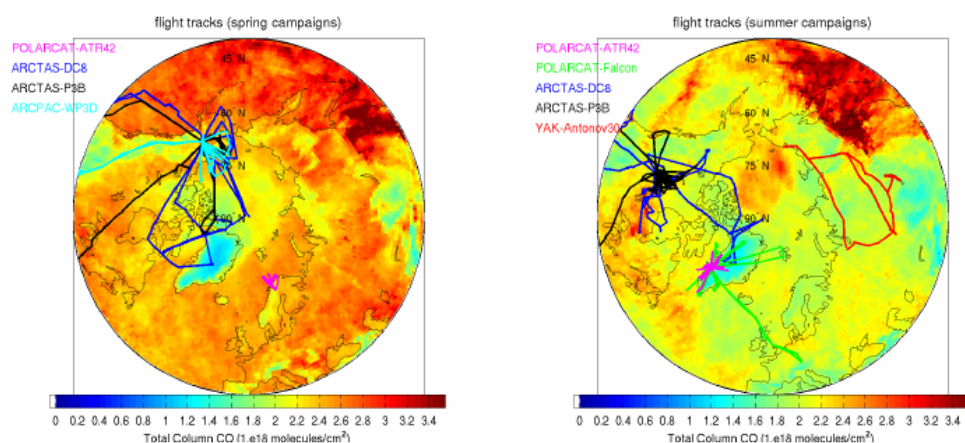 flight tracks (spring campaigns)
POLARCAT-ATR42
ARCTAS-DC8
ARCTAS-P3B
ARCPAC-WP3D
45 N
60 N
75 N
90 N
0 0.2 0.4 0.6 0.8 1 1.2 1.4 1.6 1.8 2 2.2 2.4 2.6 2.8 3 3.2
Total Column CO (1.e18 molecules/cm²)
flight tracks (summer campaigns)
POLARCAT-ATR42
POLARCAT-Falcon
ARCTAS-DC8
ARCTAS-P3B
YAK-Antonov30
45 N
60 N
75 N
90 N
0 0.2 0.4 0.6 0.8 1 1.2 1.4 1.6 1.8 2 2.2 2.4 2.6 2.8 3 3.2
Total Column CO (1.e18 molecules/cm²)